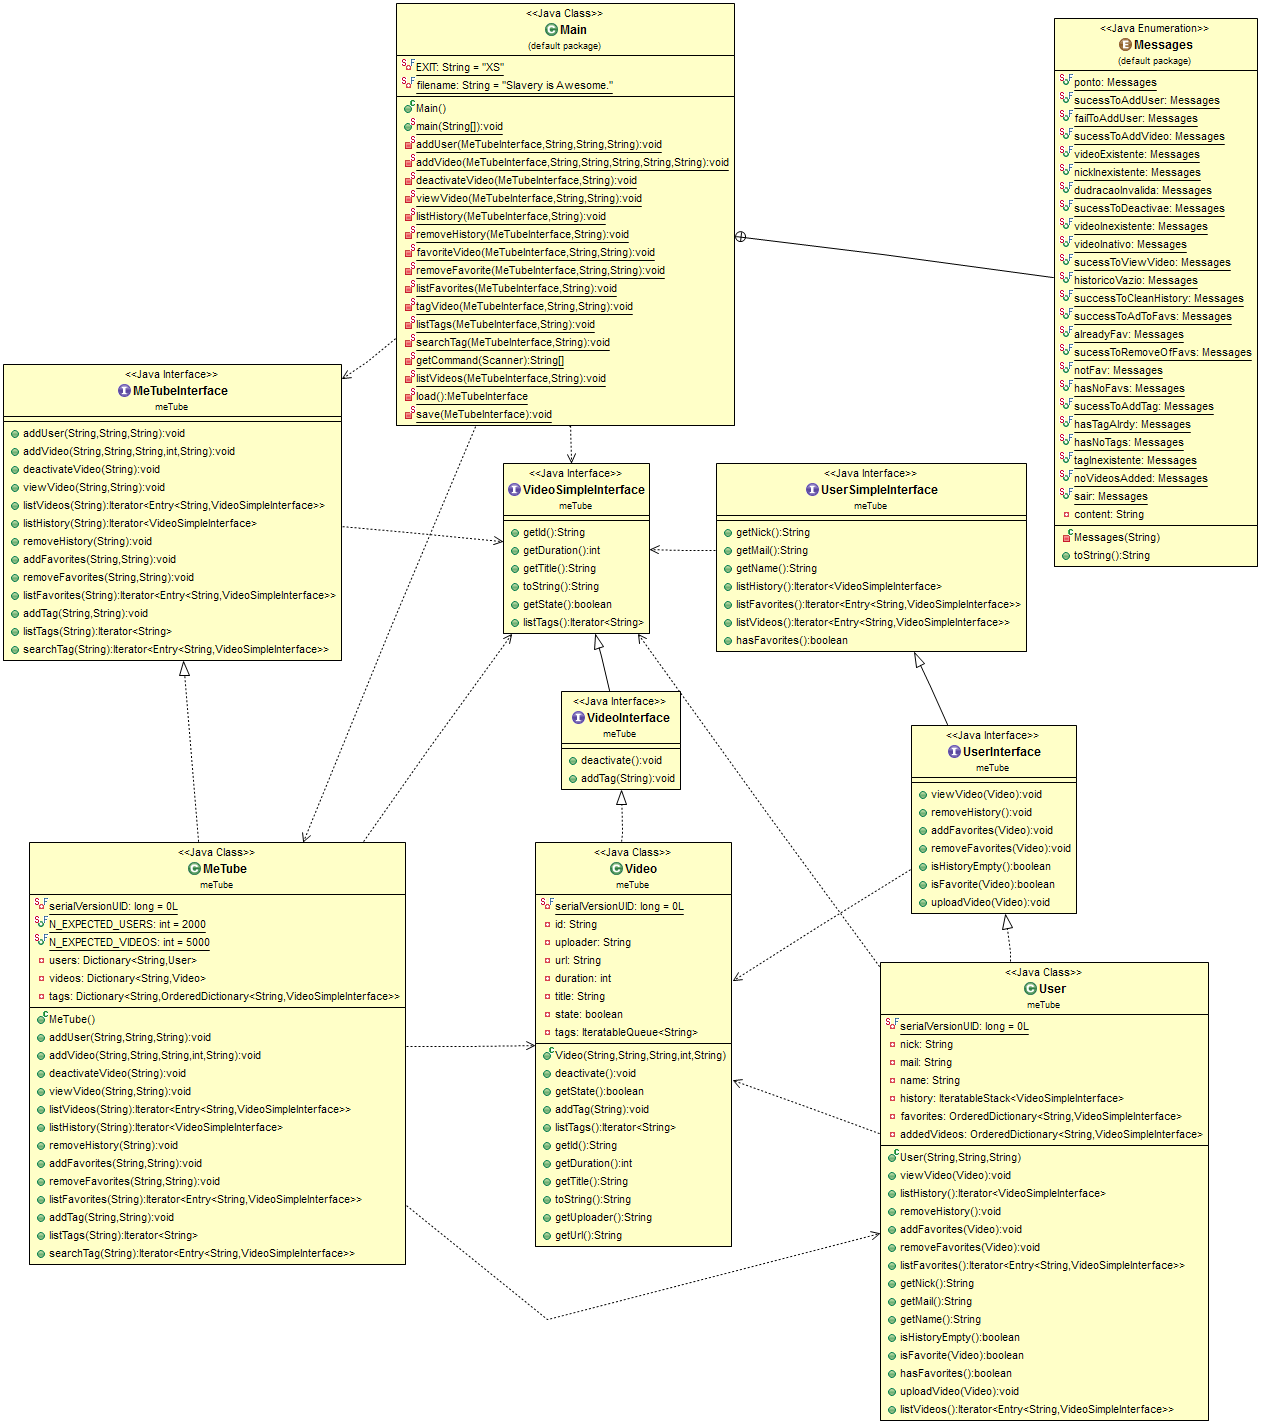 <<Java Class>>
Main
(default package)
EXIT: String = "XS"
filename: String = "Slavery is Awesome."
Main()
main(String[]):void
addUser(MeTubeInterface,String,String,String):void
addVideo(MeTubeInterface,String,String,String,String,String):void
deactivateVideo(MeTubeInterface,String):void
viewVideo(MeTubeInterface,String,String):void
listHistory(MeTubeInterface,String):void
removeHistory(MeTubeInterface,String):void
favoriteVideo(MeTubeInterface,String,String):void
removeFavorite(MeTubeInterface,String,String):void
listFavorites(MeTubeInterface,String):void
tagVideo(MeTubeInterface,String,String):void
listTags(MeTubeInterface,String):void
searchTag(MeTubeInterface,String):void
getCommand(Scanner):String[]
listVideos(MeTubeInterface,String):void
load():MeTubeInterface
save(MeTubeInterface):void
<<Java Enumeration>>
Messages
(default package)
ponto: Messages
sucessToAddUser: Messages
failToAddUser: Messages
sucessToAddVideo: Messages
videoExistente: Messages
nickInexistente: Messages
dudracaoInvalida: Messages
sucessToDeactivae: Messages
videoInexistente: Messages
videoInativo: Messages
sucessToViewVideo: Messages
historicoVazio: Messages
successToCleanHistory: Messages
successToAdToFavs: Messages
alreadyFav: Messages
sucessToRemoveOfFavs: Messages
notFav: Messages
hasNoFavs: Messages
sucessToAddTag: Messages
hasTagAlrdy: Messages
hasNoTags: Messages
tagInexistente: Messages
noVideosAdded: Messages
sair: Messages
content: String
Messages(String)
toString():String
<<Java Interface>>
MeTubeInterface
meTube
addUser(String,String,String):void
addVideo(String,String,String,int,String):void
deactivateVideo(String):void
viewVideo(String,String):void
listVideos(String):Iterator<Entry<String,VideoSimpleInterface>>
listHistory(String):Iterator<VideoSimpleInterface>
removeHistory(String):void
addFavorites(String,String):void
removeFavorites(String,String):void
listFavorites(String):Iterator<Entry<String,VideoSimpleInterface>>
addTag(String,String):void
listTags(String):Iterator<String>
searchTag(String):Iterator<Entry<String,VideoSimpleInterface>>
<<Java Interface>>
VideoSimpleInterface
meTube
getId():String
getDuration():int
getTitle():String
toString():String
getState():boolean
listTags():Iterator<String>
<<Java Interface>>
UserSimpleInterface
meTube
getNick():String
getMail():String
getName():String
listHistory():Iterator<VideoSimpleInterface>
listFavorites():Iterator<Entry<String,VideoSimpleInterface>>
listVideos():Iterator<Entry<String,VideoSimpleInterface>>
hasFavorites():boolean
<<Java Interface>>
VideoInterface
meTube
deactivate():void
addTag(String):void
<<Java Interface>>
UserInterface
meTube
viewVideo(Video):void
removeHistory():void
addFavorites(Video):void
removeFavorites(Video):void
isHistoryEmpty():boolean
isFavorite(Video):boolean
uploadVideo(Video):void
<<Java Class>>
MeTube
meTube
serialVersionUID: long = 0L
N_EXPECTED_USERS: int = 2000
N_EXPECTED_VIDEOS: int = 5000
users: Dictionary<String,User>
videos: Dictionary<String,Video>
tags: Dictionary<String,OrderedDictionary<String,VideoSimpleInterface>>
MeTube()
addUser(String,String,String):void
addVideo(String,String,String,int,String):void
deactivateVideo(String):void
viewVideo(String,String):void
listVideos(String):Iterator<Entry<String,VideoSimpleInterface>>
listHistory(String):Iterator<VideoSimpleInterface>
removeHistory(String):void
addFavorites(String,String):void
removeFavorites(String,String):void
listFavorites(String):Iterator<Entry<String,VideoSimpleInterface>>
addTag(String,String):void
listTags(String):Iterator<String>
searchTag(String):Iterator<Entry<String,VideoSimpleInterface>>
<<Java Class>>
Video
meTube
serialVersionUID: long = 0L
id: String
uploader: String
url: String
duration: int
title: String
state: boolean
tags: IteratableQueue<String>
Video(String,String,String,int,String)
deactivate():void
getState():boolean
addTag(String):void
listTags():Iterator<String>
getId():String
getDuration():int
getTitle():String
toString():String
getUploader():String
getUrl():String
<<Java Class>>
User
meTube
serialVersionUID: long = 0L
nick: String
mail: String
name: String
history: IteratableStack<VideoSimpleInterface>
favorites: OrderedDictionary<String,VideoSimpleInterface>
addedVideos: OrderedDictionary<String,VideoSimpleInterface>
User(String,String,String)
viewVideo(Video):void
listHistory():Iterator<VideoSimpleInterface>
removeHistory():void
addFavorites(Video):void
removeFavorites(Video):void
listFavorites():Iterator<Entry<String,VideoSimpleInterface>>
getNick():String
getMail():String
getName():String
isHistoryEmpty():boolean
isFavorite(Video):boolean
hasFavorites():boolean
uploadVideo(Video):void
listVideos():Iterator<Entry<String,VideoSimpleInterface>>